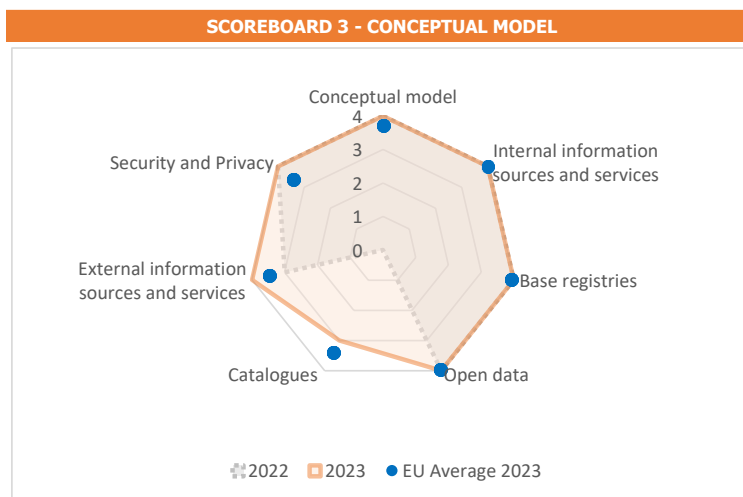 SCOREBOARD 3 - CONCEPTUAL MODEL
Conceptual model
4
3
2
1
0
Internal information
sources and services
Security and Privacy
External information
sources and services
Base registries
Catalogues
Open data
2022
2023
EU Average 2023